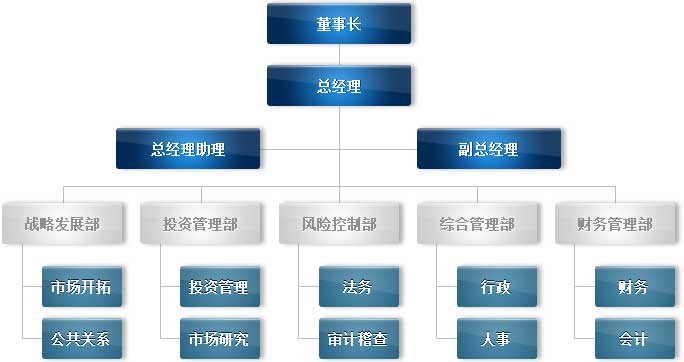 董事长
总经理
总经理助理
副总经理
战略发展部
投资管理部
风险控制部
综合管理部
财务管理部
市场开拓
投资管理
法务
行政
财务
公共关系
市场研究
审计稽查
人事
会计